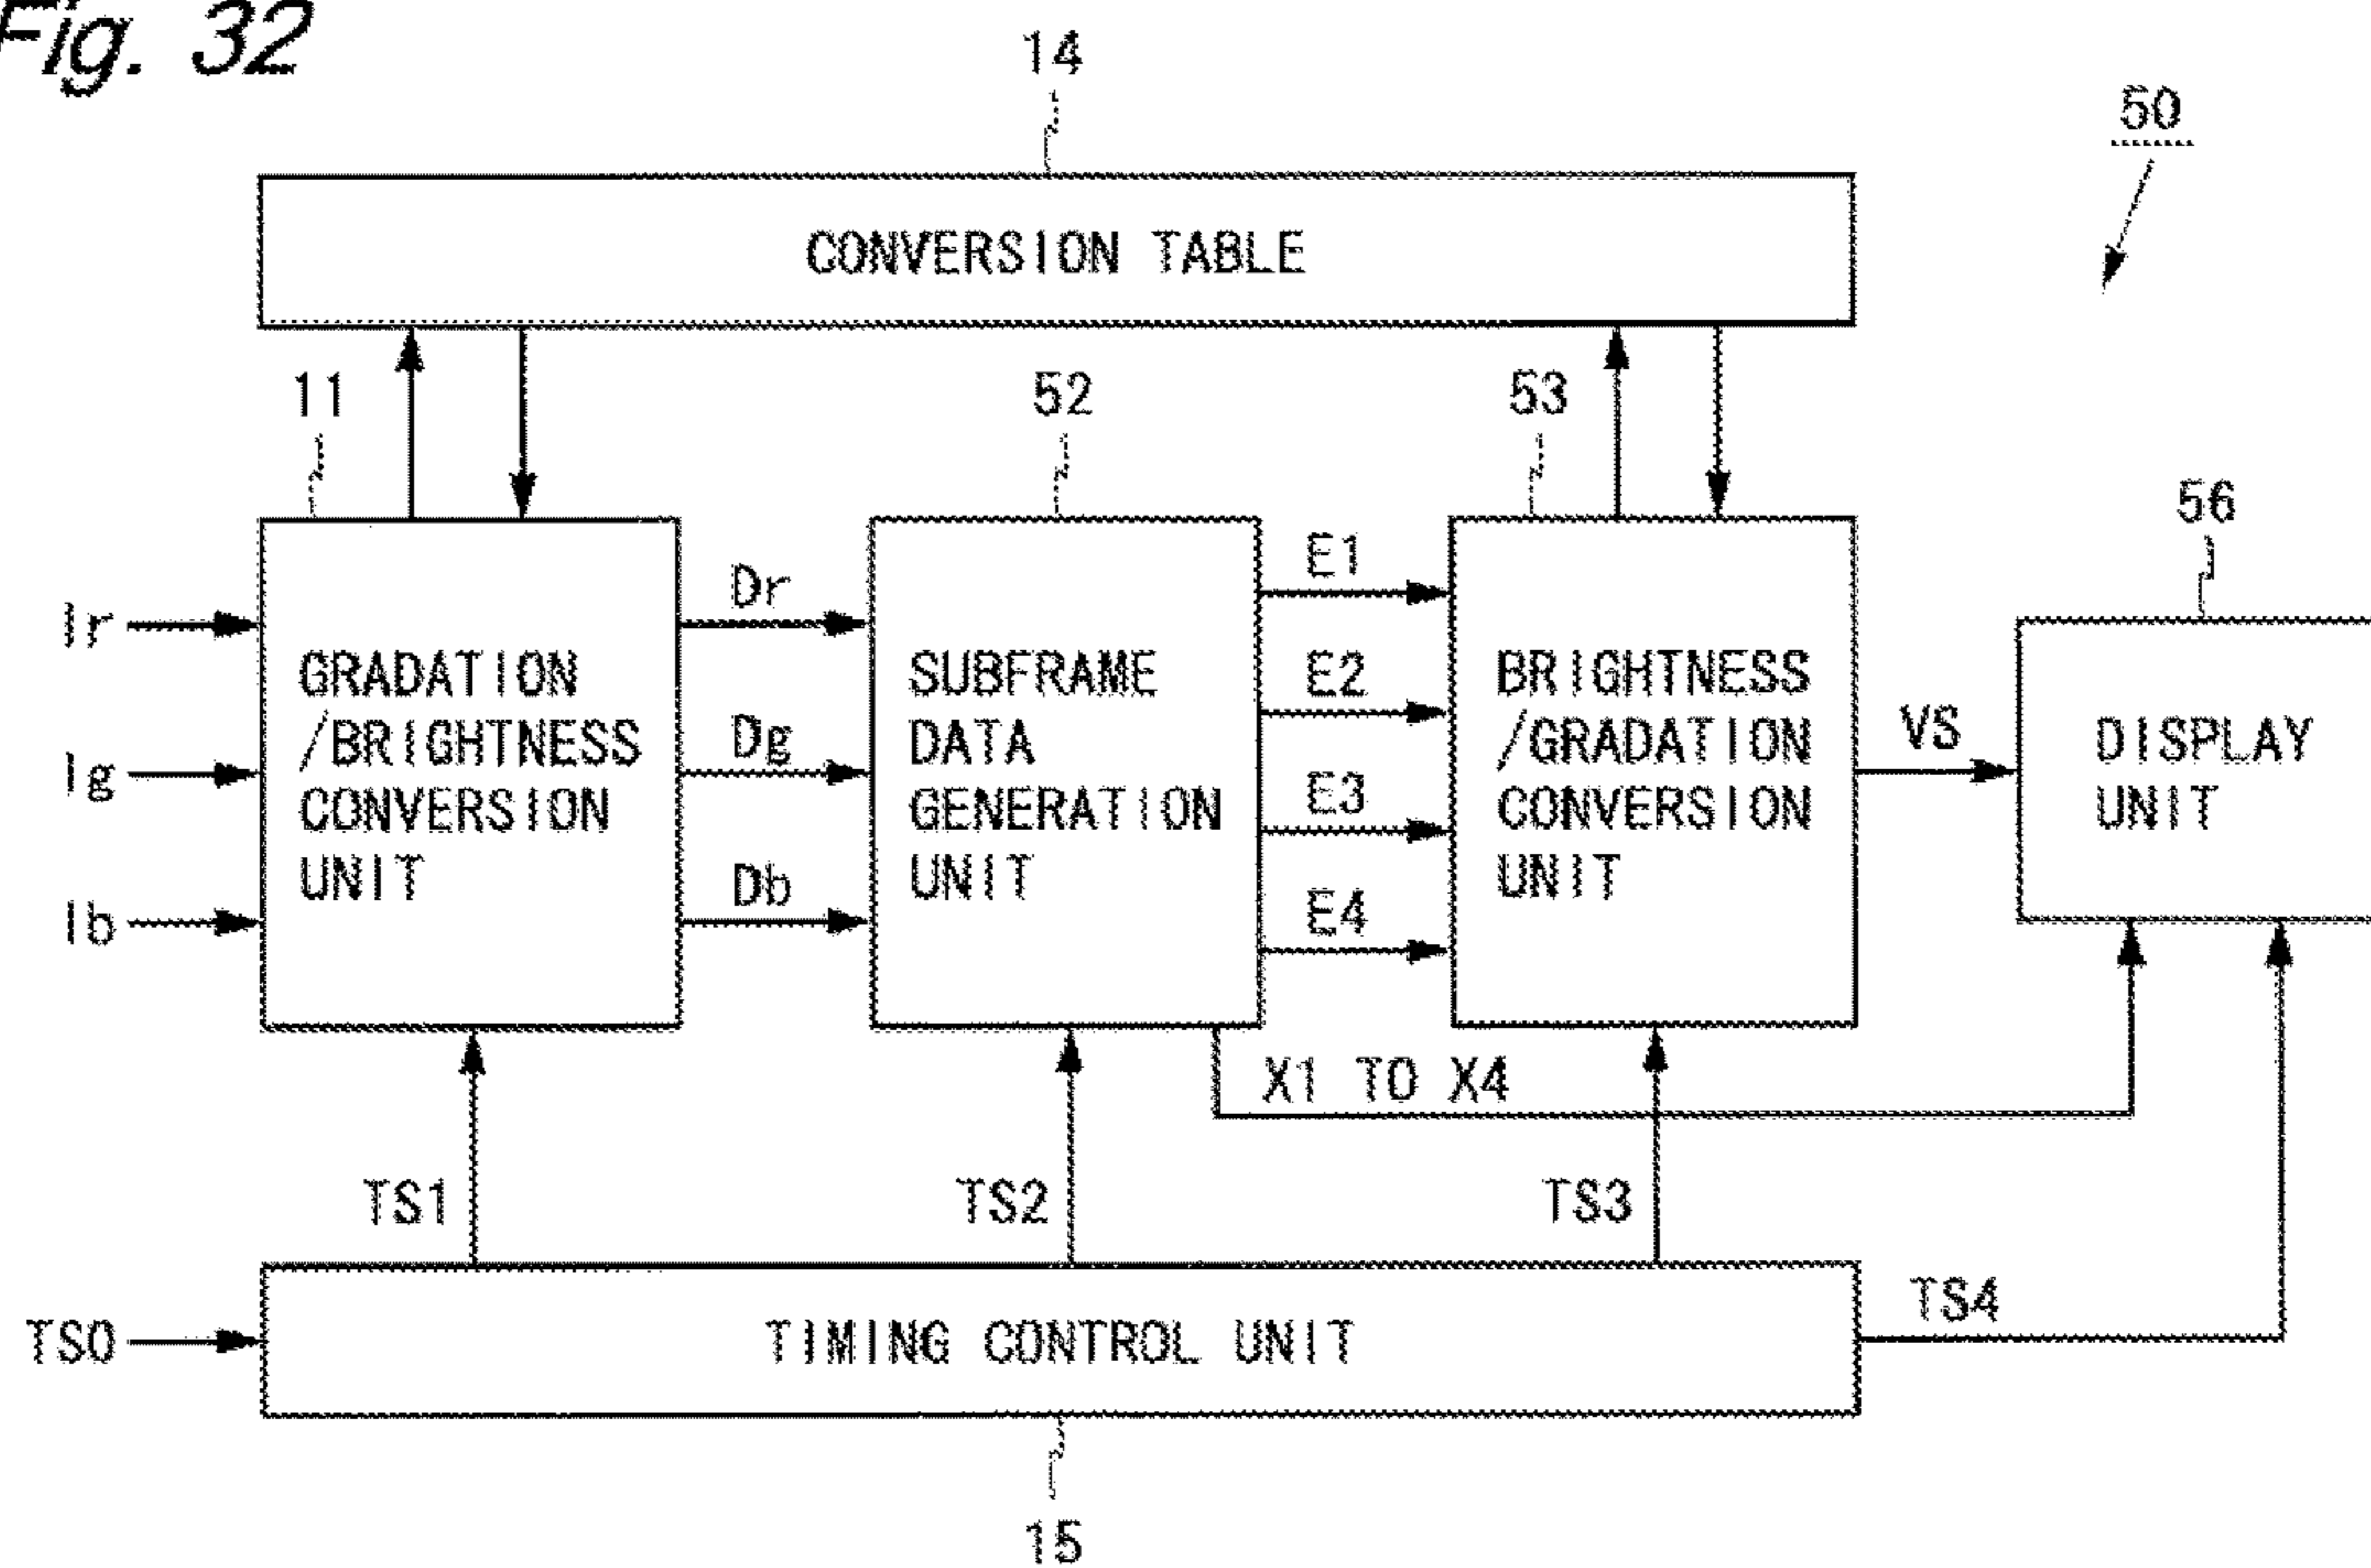 Fig. 32
14
50
CONVERSION TABLE
11
52
53
56
Ir
Ig
Ib
GRADATION
/BRIGHTNESS
CONVERSION
UNIT
Dr
Dg
Db
SUBFRAME
DATA
GENERATION
UNIT
E1
E2
E3
E4
BRIGHTNESS
/GRADATION
CONVERSION
UNIT
VS
DISPLAY
UNIT
X1 TO X4
TS1
TS2
TS3
TS4
TS0
TIMING CONTROL UNIT
15